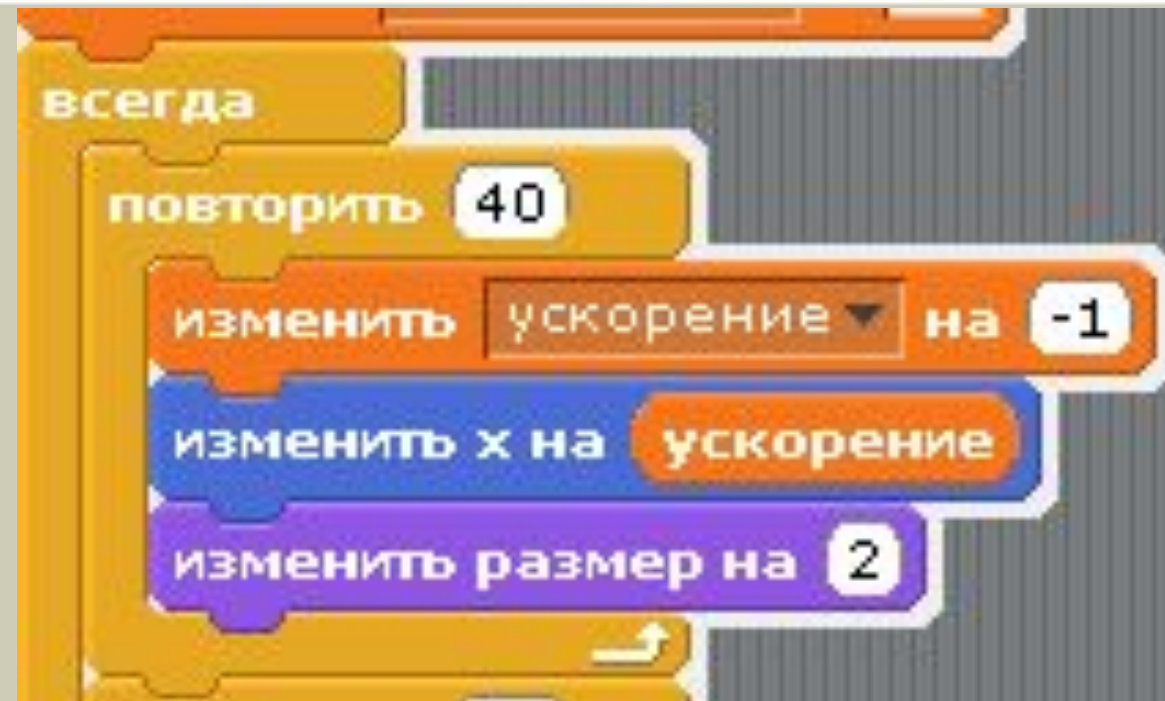 всегда
повторить 40
изменить ускорение на -1
изменить х на ускорение
изменить размер на 2